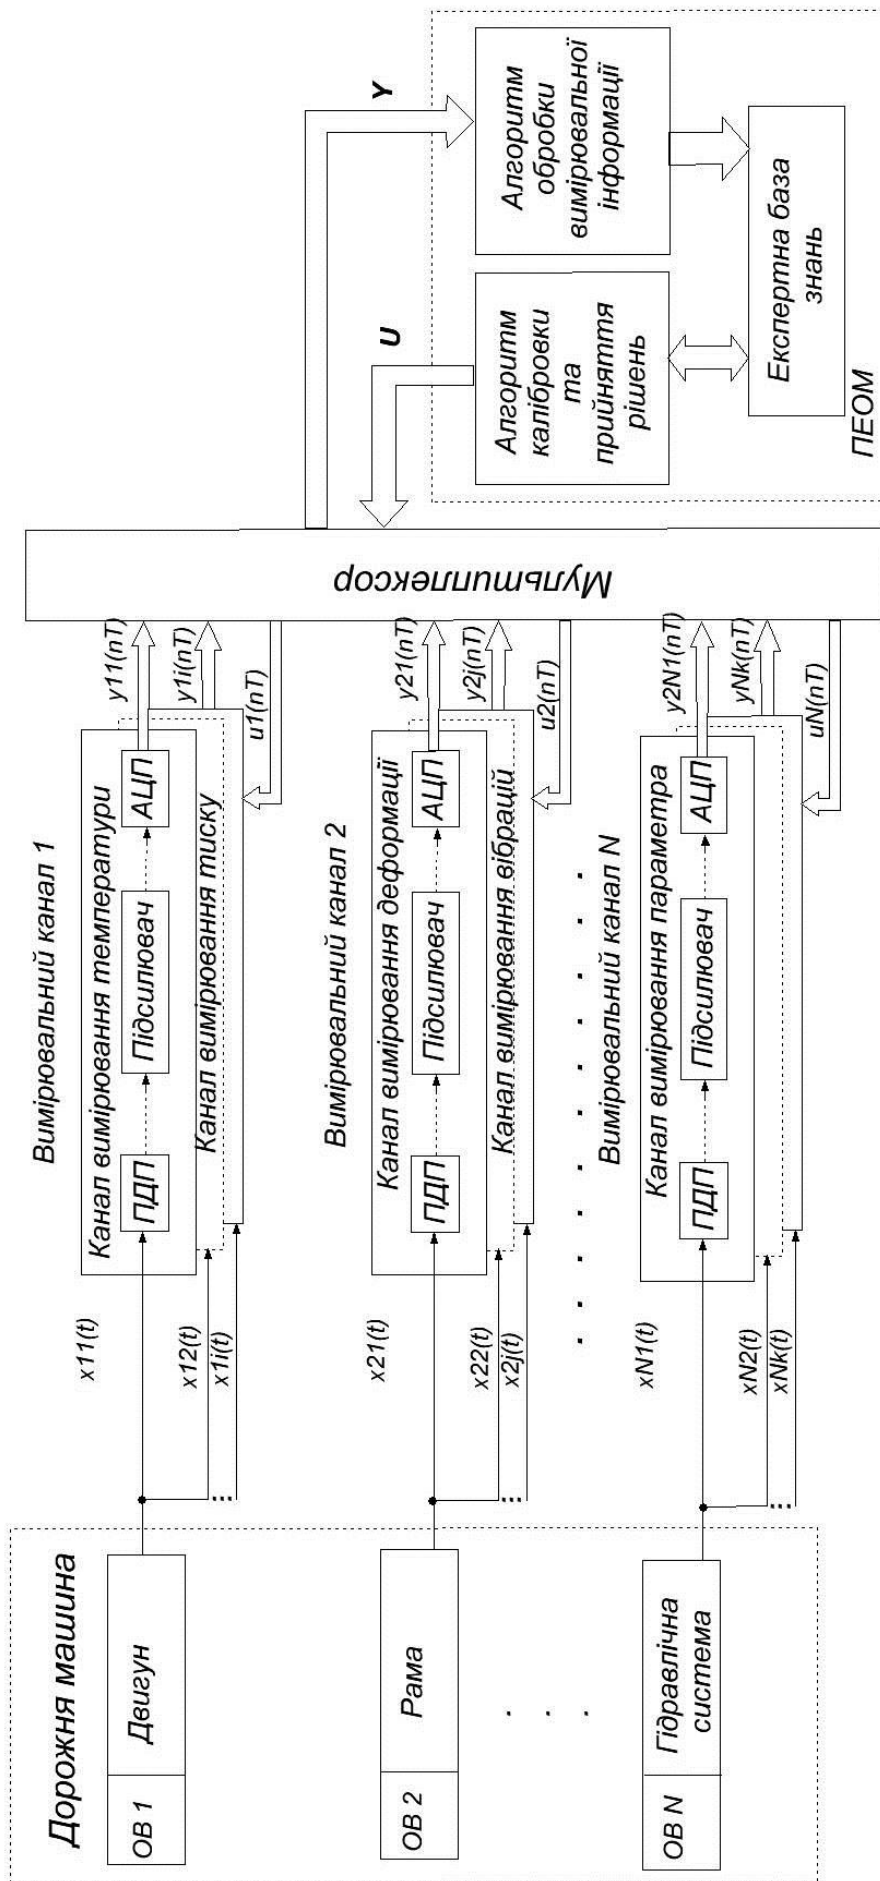 Дорожня машина
ОВ 1
Двигун
ОВ 2
Рама
. . .
ОВ N
Гідравлічна
система
x11(t)
x12(t)
x1i(t)
x21(t)
x22(t)
x2j(t)
xN1(t)
xN2(t)
xNk(t)
Вимірювальний канал 1
Канал вимірювання температури
ПДП
Підсилювач
АЦП
Канал вимірювання тиску
Вимірювальний канал 2
Канал вимірювання деформації
ПДП
Підсилювач
АЦП
Канал вимірювання вібрацій
Вимірювальний канал N
Канал вимірювання параметра
ПДП
Підсилювач
АЦП
y11(nT)
y1i(nT)
u1(nT)
y21(nT)
y2j(nT)
u2(nT)
y2N1(nT)
yNk(nT)
uN(nT)
Мультиплексор
Y
U
Алгоритм
обробки
вимірювальної
інформації
Алгоритм
калібровки
та
прийняття
рішень
Експертна база
знань
ПЕОМ